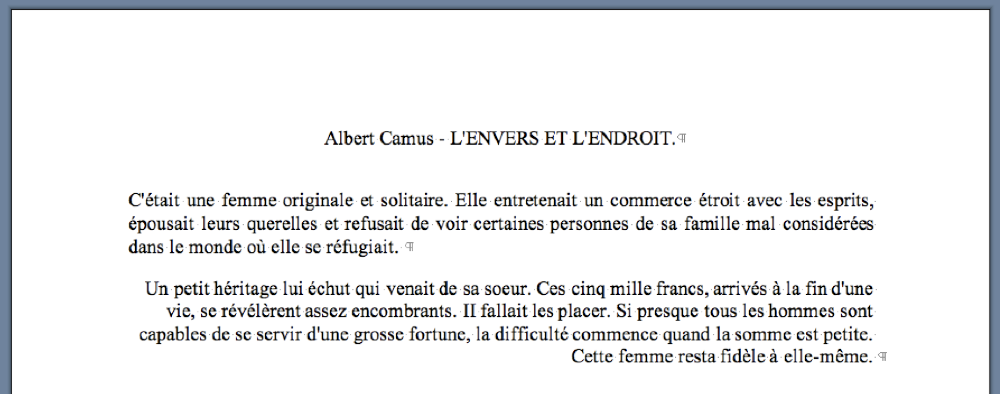 Albert Camus - L'ENVERS ET L'ENDROIT.¶
C'était une femme originale et solitaire. Elle entretenait un commerce étroit avec les esprits,
épousait leurs querelles et refusait de voir certaines personnes de sa famille mal considérées
dans le monde où elle se réfugiait. ¶
Un petit héritage lui échut qui venait de sa soeur. Ces cinq mille francs, arrivés à la fin d'une
vie, se révélèrent assez encombrants. II fallait les placer. Si presque tous les hommes sont
capables de se servir d'une grosse fortune, la difficulté commence quand la somme est petite.
Cette femme resta fidèle à elle-même. ¶